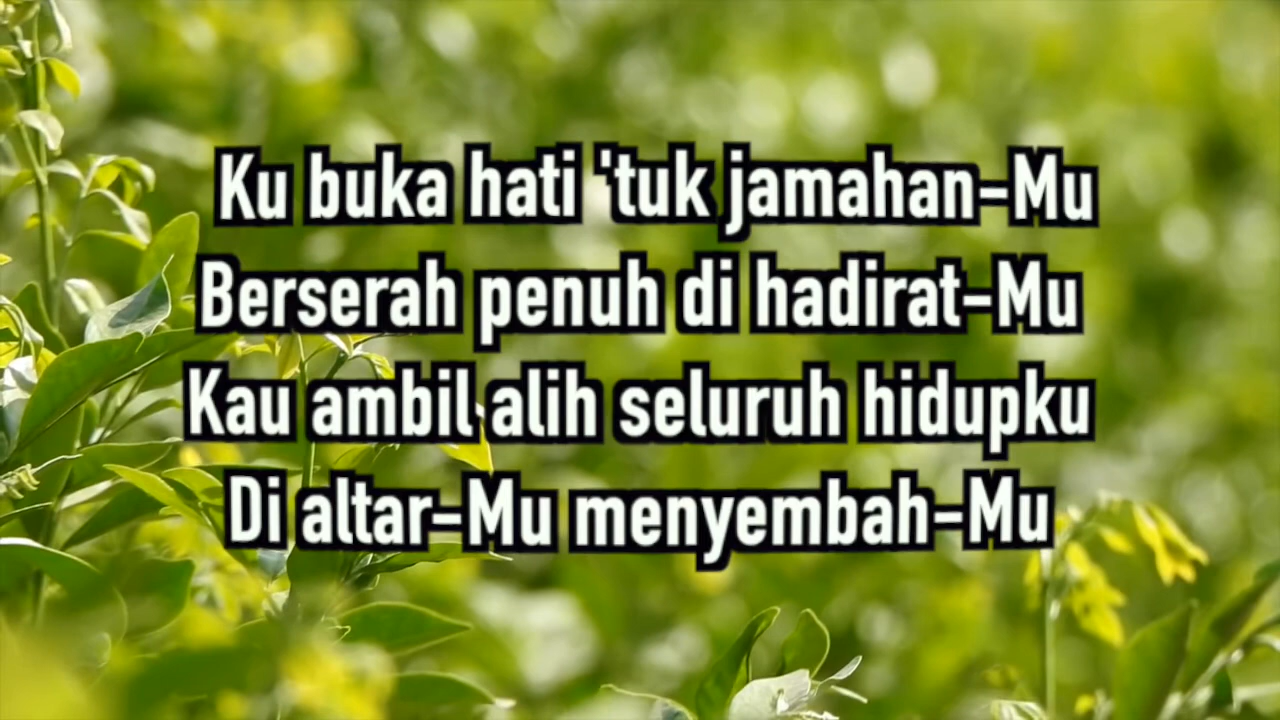 Ku buka hati 'tuk jamahan-Mu
Berserah penuh di hadirat-Mu
Kau ambil alih seluruh hidupku
Di altar-Mu menyembah-Mu